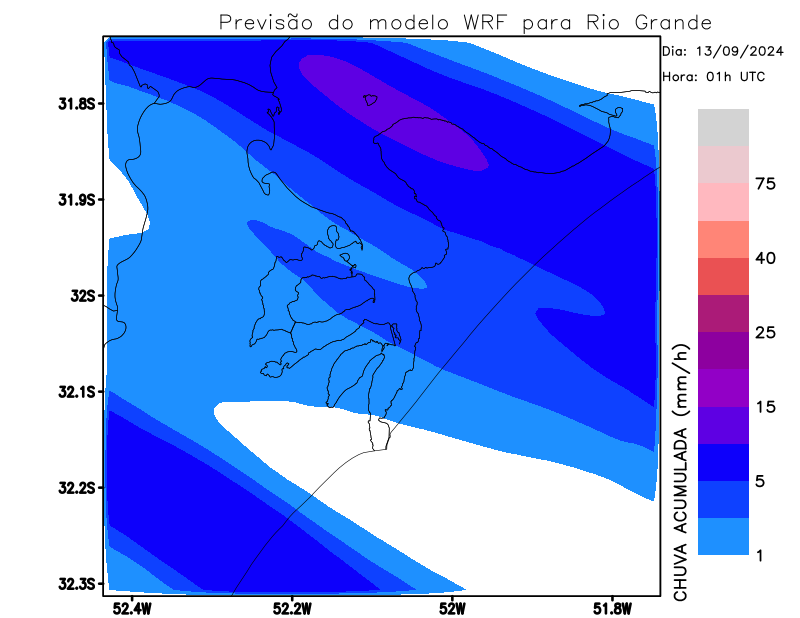 Previsão do modelo WRF para Rio Grande
Dia: 13/09/2024
Hora: 01h UTC
31.8S
31.9S
32S
32.1S
32.2S
32.3S
52.4W
52.2W
52W
51.8W
75
40
25
15
5
1
CHUVA ACUMULADA (mm/h)